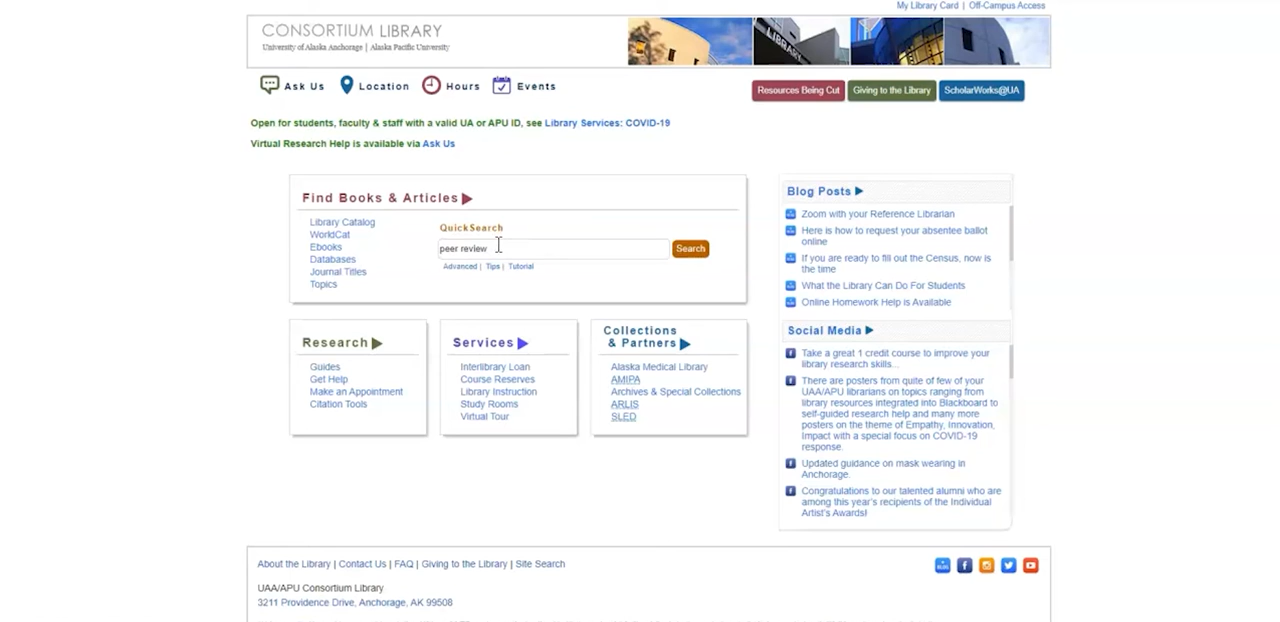 My Library Card | Off-Campus Access
CONSORTIUM LIBRARY
University of Alaska Anchorage | Alaska Pacific University
LIBRARY
Ask Us Location Hours Events
Resources Being Cut Giving to the Library ScholarWorks@UA
Open for students, faculty & staff with a valid UA or APU ID, see Library Services: COVID-19
Virtual Research Help is available via Ask Us
Find Books & Articles
Library Catalog
WorldCat
Ebooks
Databases
Journal Titles
Topics
QuickSearch
peer review
Search
Advanced | Tips | Tutorial
Research
Guides
Get Help
Make an Appointment
Citation Tools
Services
Interlibrary Loan
Course Reserves
Library Instruction
Study Rooms
Virtual Tour
Collections
& Partners
Alaska Medical Library
AMIPA
Archives & Special Collections
ARLIS
SLED
Blog Posts
Zoom with your Reference Librarian
Here is how to request your absentee ballot
online
If you are ready to fill out the Census, now is
the time
What the Library Can Do For Students
Online Homework Help is Available
Social Media
Take a great 1 credit course to improve your
library research skills...
There are posters from quite of few of your
UAA/APU librarians on topics ranging from
library resources integrated into Blackboard to
self-guided research help and many more
posters on the theme of Empathy, Innovation,
Impact with a special focus on COVID-19
response.
Updated guidance on mask wearing in
Anchorage.
Congratulations to our talented alumni who are
among this year's recipients of the Individual
Artist's Awards!
About the Library | Contact Us | FAQ | Giving to the Library | Site Search
BLOG
UAA/APU Consortium Library
3211 Providence Drive, Anchorage, AK 99508